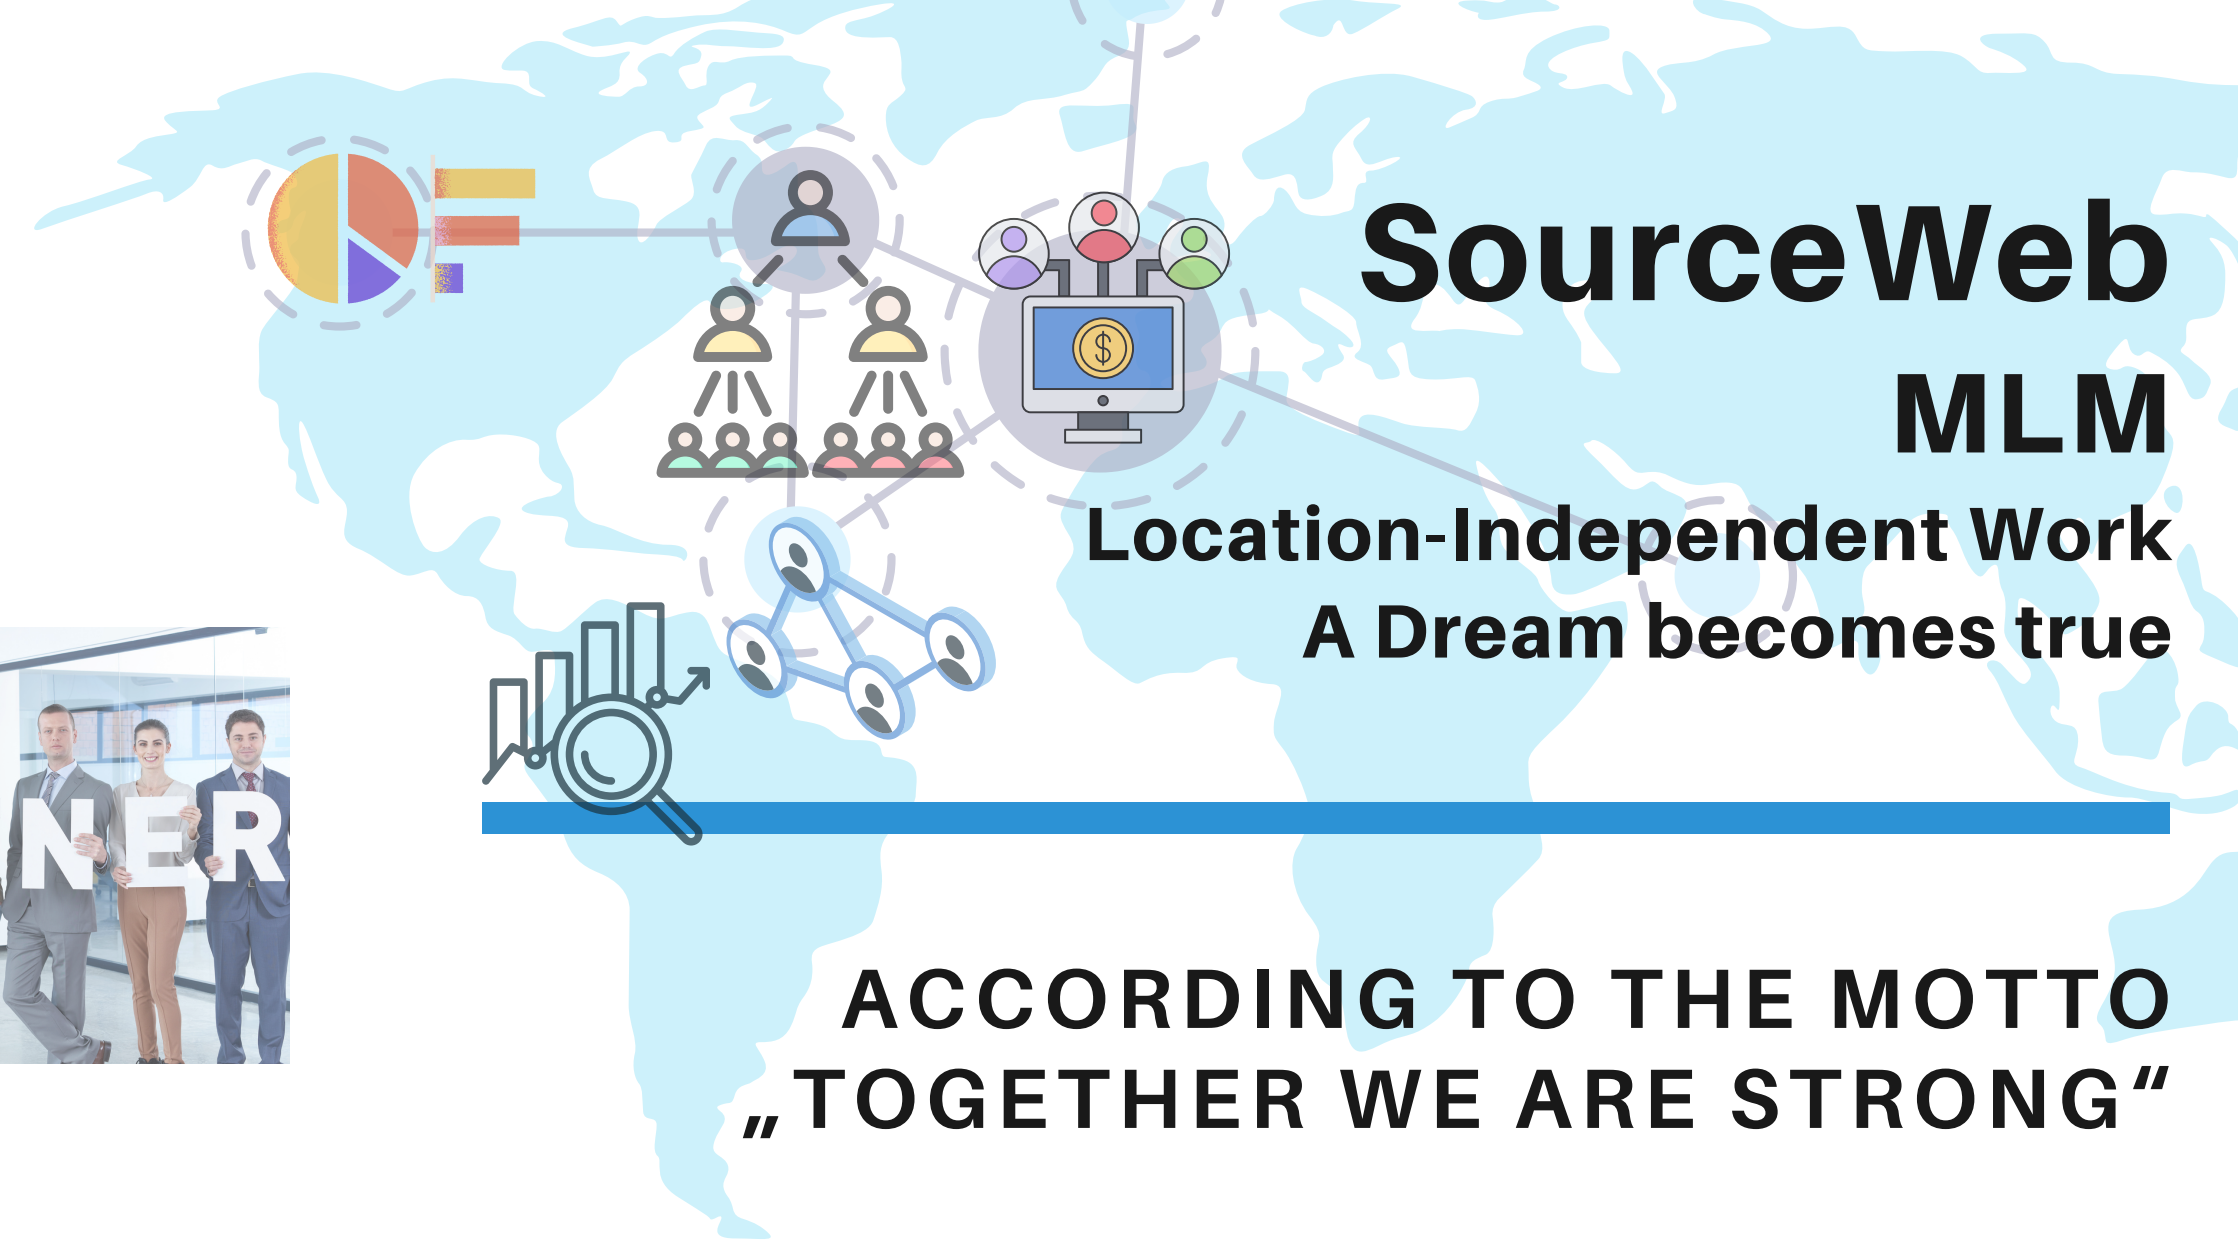 SourceWeb
MLM
Location-Independent Work
A Dream becomes true
NER
ACCORDING TO THE MOTTO
„TOGETHER WE ARE STRONG“